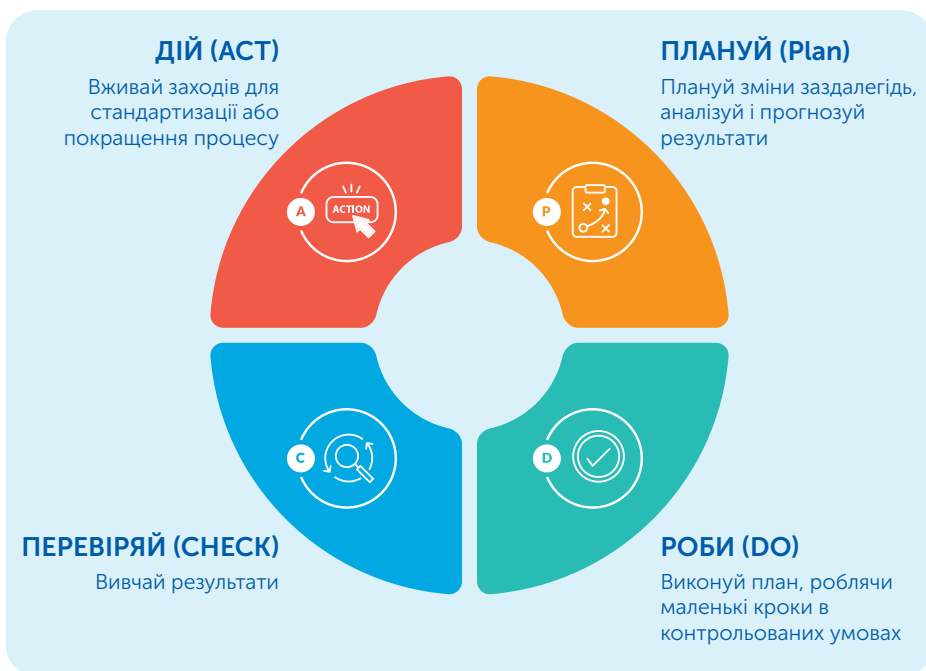 ДІЙ (ACT)
Вживай заходів для
стандартизації або
покращення процесу
ПЛАНУЙ (Plan)
Плануй зміни заздалегідь,
аналізуй і прогнозуй
результати
A
ACTION
P
C
D
ПЕРЕВІРЯЙ (CHECK)
Вивчай результати
РОБИ (DO)
Виконуй план, роблячи
маленькі кроки в
контрольованих умовах